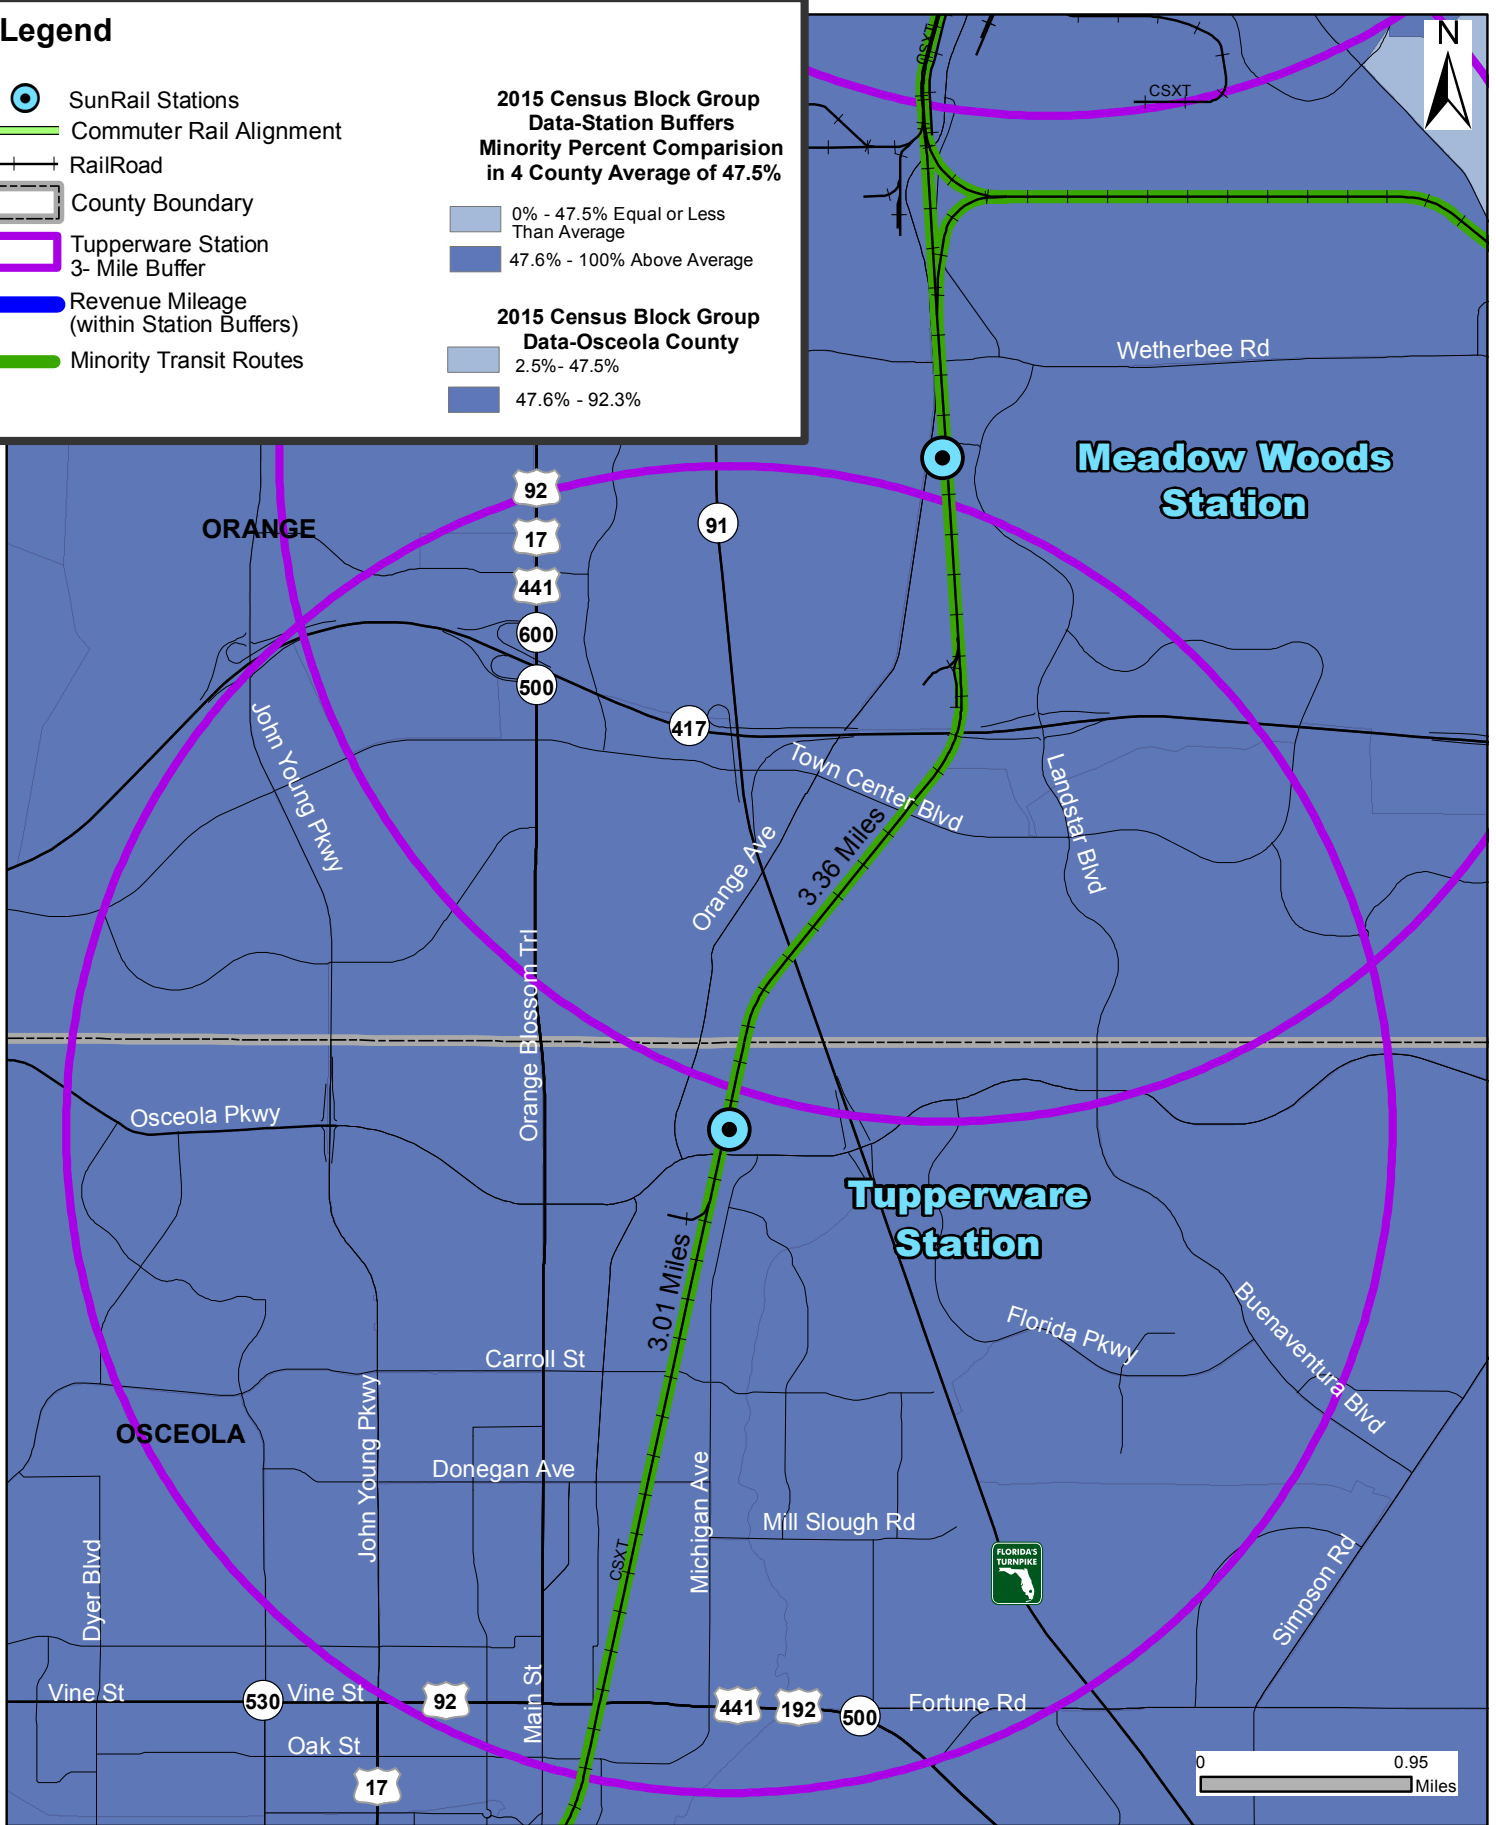 Legend
SunRail Stations
Commuter Rail Alignment
RailRoad
County Boundary
Tupperware Station
3- Mile Buffer
Revenue Mileage
(within Station Buffers)
Minority Transit Routes
2015 Census Block Group
Data-Station Buffers
Minority Percent Comparision
in 4 County Average of 47.5%
0% - 47.5% Equal or Less
Than Average
47.6% - 100% Above Average
2015 Census Block Group
Data-Osceola County
2.5%- 47.5%
47.6% - 92.3%
CSXT
CSXT
N
Wetherbee Rd
Meadow Woods
Station
ORANGE
92
17
441
600
500
91
417
John Young Pkwy
Town Center Blvd
Landstar Blvd
Orange Ave
3.36 Miles
Orange Blossom Trl
Osceola Pkwy
Tupperware
Station
3.01 Miles
Florida Pkwy
Buenaventura Blvd
Carroll St
OSCEOLA
John Young Pkwy
Donegan Ave
Michigan Ave
Mill Slough Rd
CSXT
FLORIDA'S
TURNPIKE
Dyer Blvd
Simpson Rd
Vine St
530
Vine St
92
Main St
441
192
500
Fortune Rd
Oak St
17
0
0.95
Miles